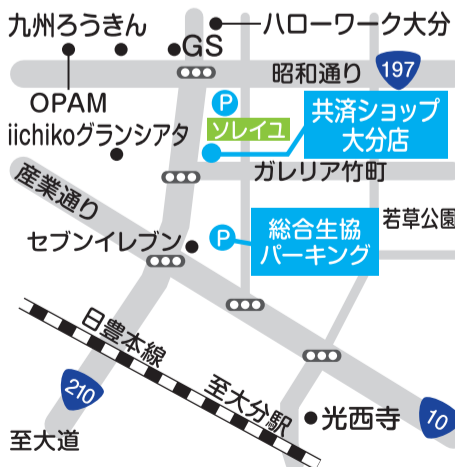 九州ろうきん
ハローワーク大分
GS
昭和通り
197
OPAM
P
共済ショップ
大分店
ソレイユ
iichikoグランシアタ
ガレリア竹町
産業通り
若草公園
P
総合生協
パーキング
セブンイレブン
日豊本線
至大分駅
210
光西寺
10
至大道